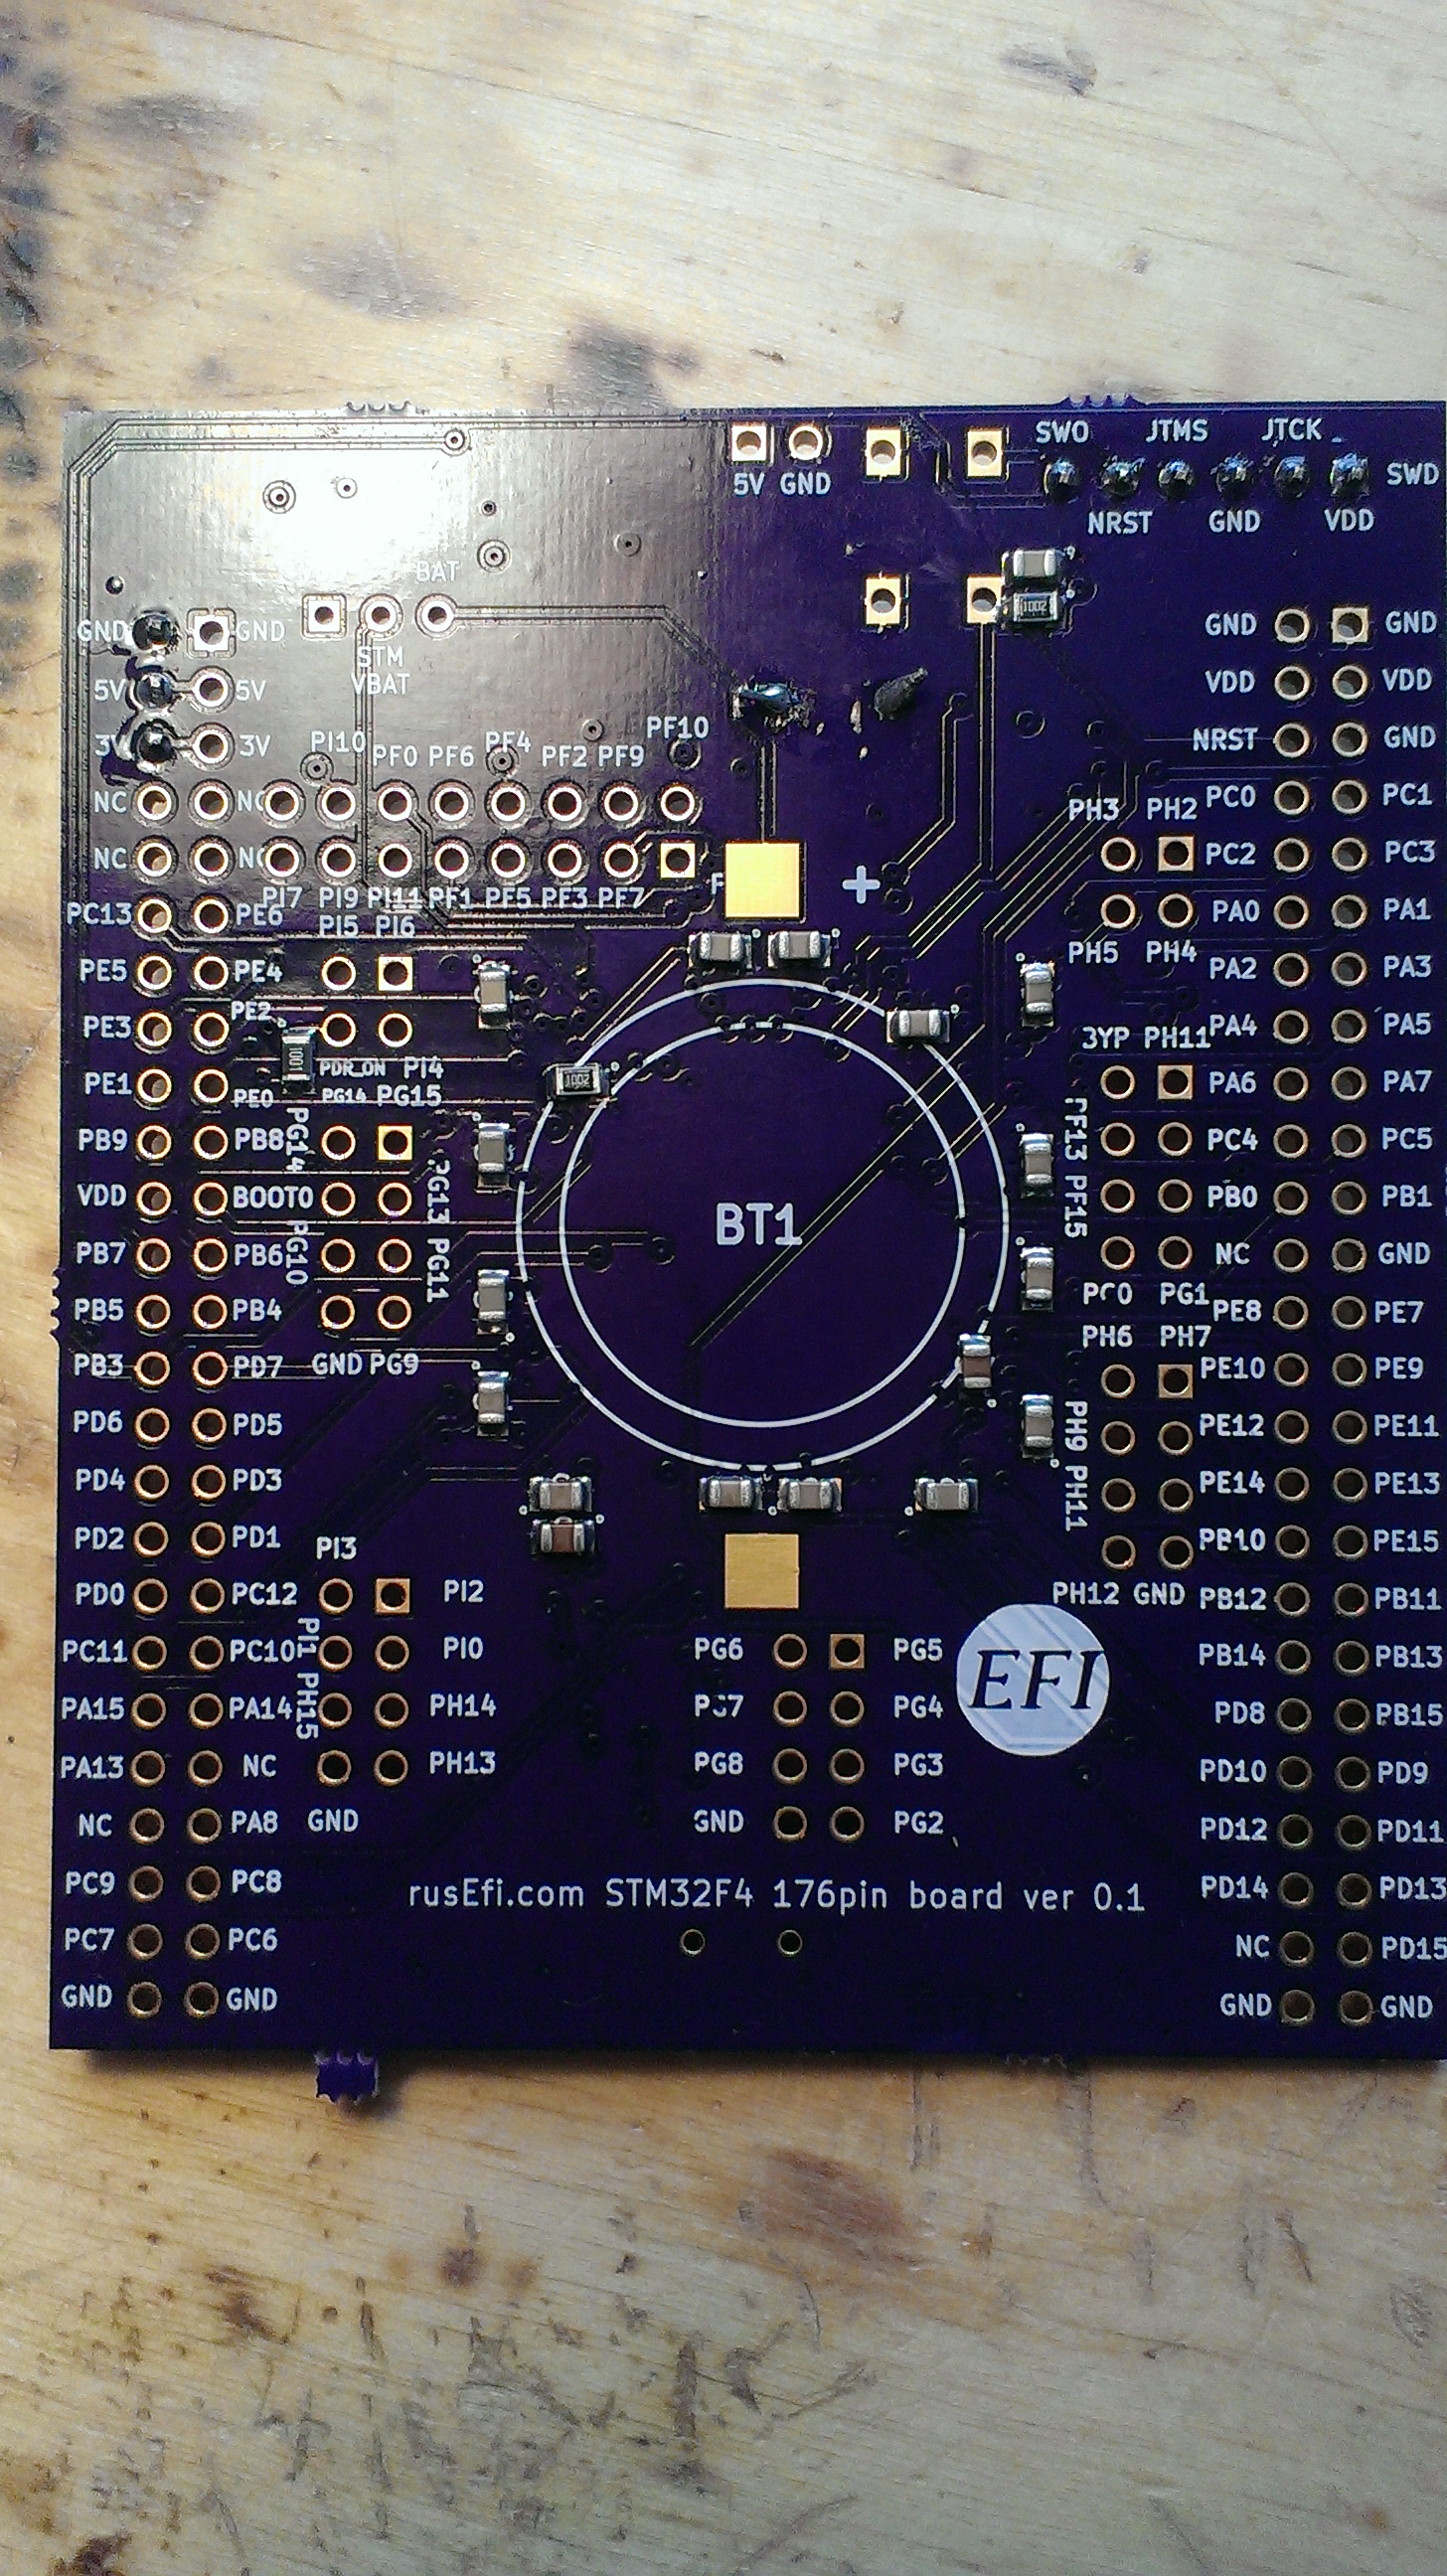 SWO JTMS JTCK
SWD
5V GND
NRST GND VDD
BAT
GND GND
STM
VBAT
5V 5V
3V 3V
PI10 PF0 PF6 PF4 PF2 PF9 PF10
NC
NC
PI7 PI9 PI11 PF1 PF5 PF3 PF7
+
PC13 PE6 PI5 PI6
PE5 PE4
PE3 PE2
1001
PDR_ON PI4
PE1 PE0 PG14 PG15
PB9 PB8
VDD BOOT0
PB7 PB6
PB5 PB4
PB3 PD7 GND PG9
PG14 PG10
PG13 PG11
PD6 PD5
PD4 PD3
PD2 PD1 PI3
PD0 PC12 PI2
PC11 PC10 PI0
PA15 PA14 PH14
PA13 NC PH13
PI1 PH15
NC PA8 GND
PC9 PC8
PC7 PC6
GND GND
1002
1002
BT1
GND GND
VDD VDD
NRST GND
PH3 PH2 PC0 PC1
PC2 PC3
PA0 PA1
PH5 PH4 PA2 PA3
3YP PH11 PA4 PA5
PA6 PA7
PC4 PC5
PB0 PB1
PF13 PF15
NC GND
PG1 PE8 PE7
PH6 PH7
PE10 PE9
PE12 PE11
PH9 PH11
PE14 PE13
PB10 PE15
PH12 GND PB12 PB11
PB14 PB13
PD8 PB15
PD10 PD9
PD12 PD11
PD14 PD13
NC PD15
GND GND
PG6 PG5
PG4
PG8 PG3
GND PG2
EFI
rusEfi.com STM32F4 176pin board ver 0.1